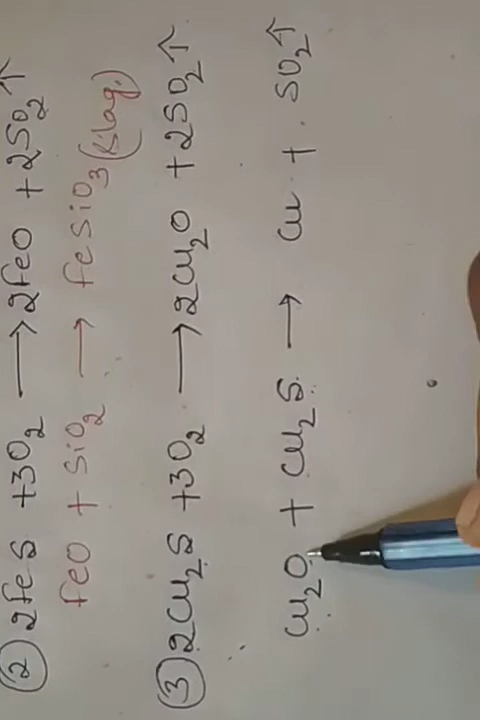 ② 2FeS + 3O₂ → 2FeO + 2SO₂↑
FeO + SiO₂ → FeSiO₃ (Slag.)
③ 2Cu₂S + 3O₂ → 2Cu₂O + 2SO₂↑
Cu₂O + Cu₂S → Cu + SO₂↑